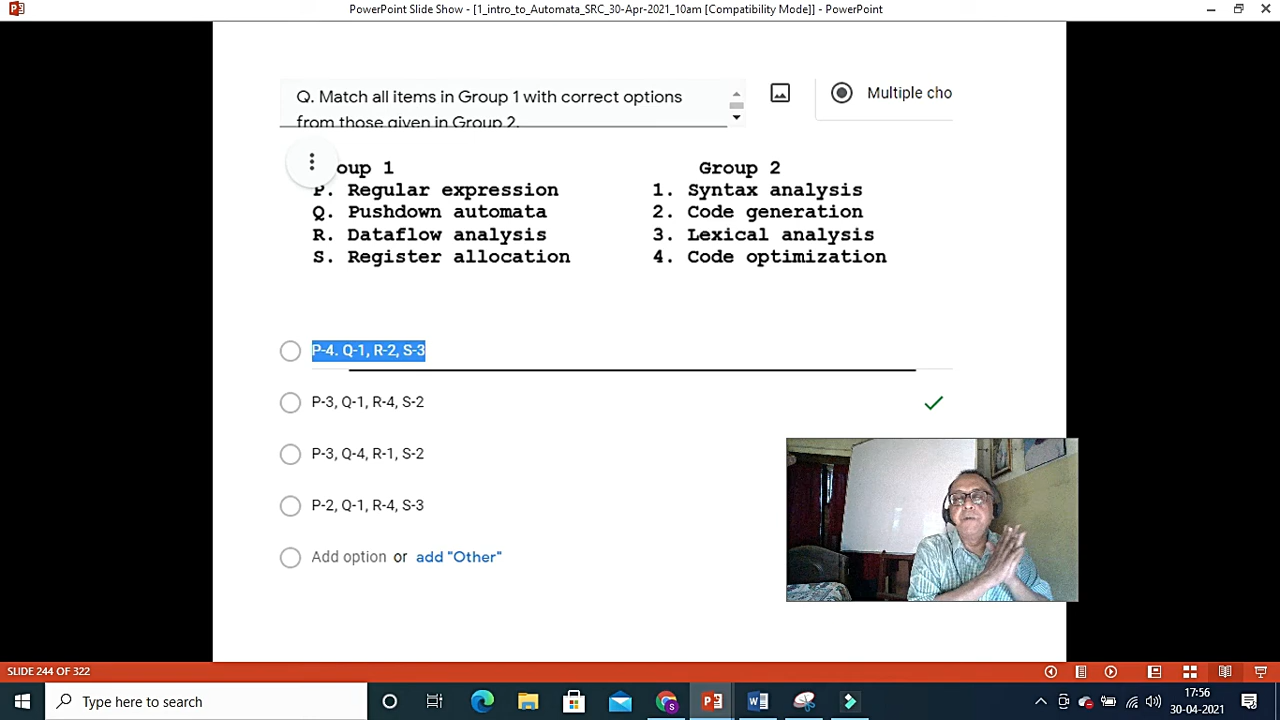 PowerPoint Slide Show - [1_intro_to_Automata_SRC_30-Apr-2021_10am [Compatibility Mode]] - PowerPoint
Q. Match all items in Group 1 with correct options
from those given in Group 2.
Multiple cho
oup 1 Group 2
P. Regular expression 1. Syntax analysis
Q. Pushdown automata 2. Code generation
R. Dataflow analysis 3. Lexical analysis
S. Register allocation 4. Code optimization
P-4. Q-1, R-2, S-3
P-3, Q-1, R-4, S-2
P-3, Q-4, R-1, S-2
P-2, Q-1, R-4, S-3
Add option or add "Other"
SLIDE 244 OF 322
Type here to search
17:56
30-04-2021